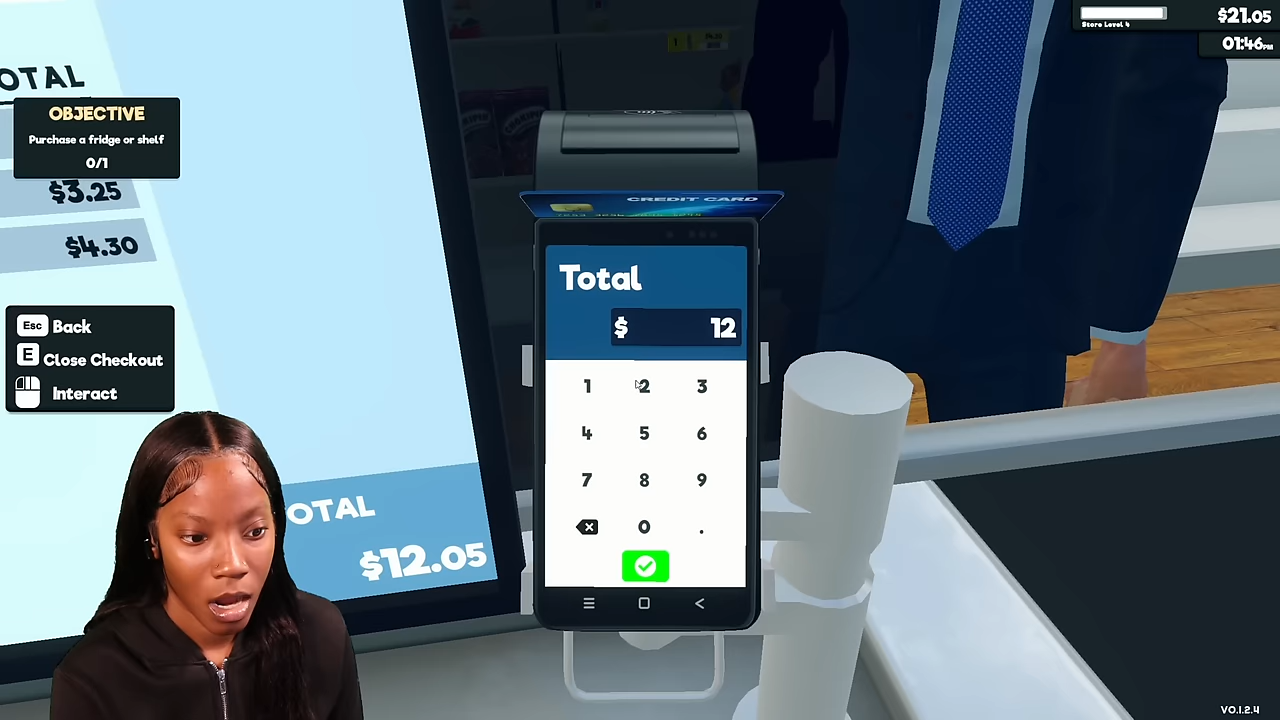 $21.05
Store Level 4
01:46PM
OTAL
OBJECTIVE
Purchase a fridge or shelf
0/1
$3.25
$4.30
Esc Back
E Close Checkout
Interact
CREDIT CARD
Total
$ 12
1 2 3
4 5 6
7 8 9
0 .
OTAL
$12.05
V0.1.2.4